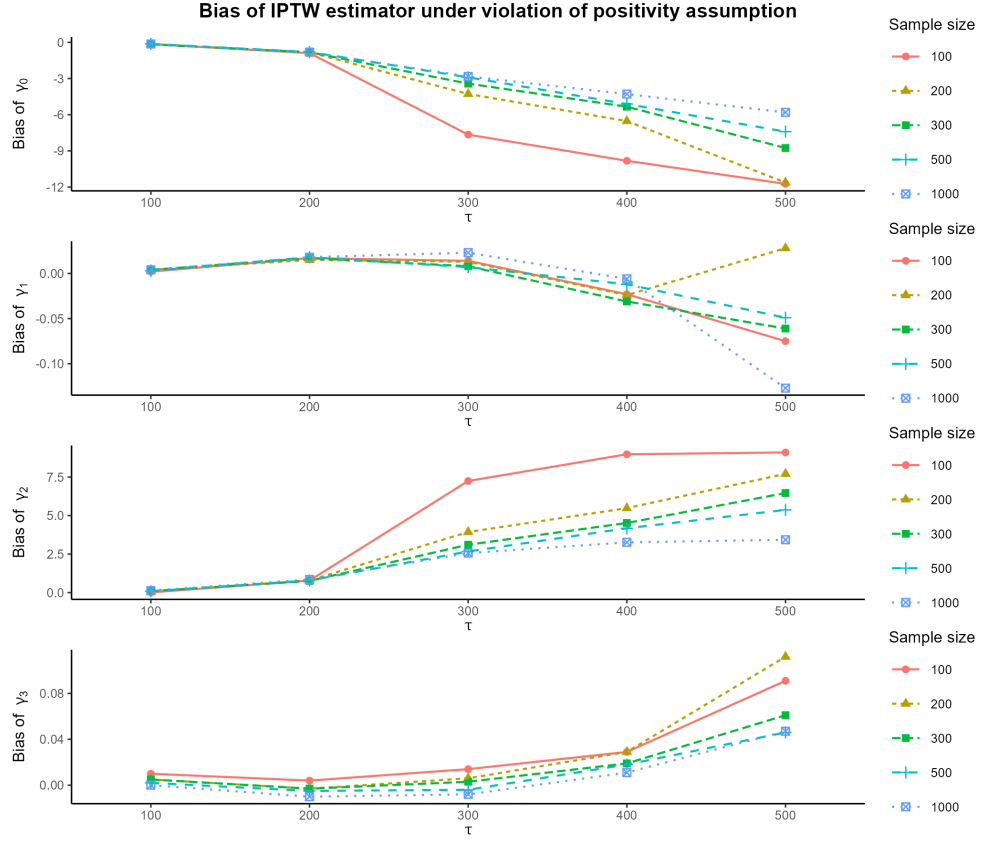 Bias of IPTW estimator under violation of positivity assumption
Bias of γ0
0
-3
-6
-9
-12
100 200 300 400 500
τ
Sample size
100
200
300
500
1000
Bias of γ1
0.00
-0.05
-0.10
100 200 300 400 500
τ
Sample size
100
200
300
500
1000
Bias of γ2
7.5
5.0
2.5
0.0
100 200 300 400 500
τ
Sample size
100
200
300
500
1000
Bias of γ3
0.08
0.04
0.00
100 200 300 400 500
τ
Sample size
100
200
300
500
1000